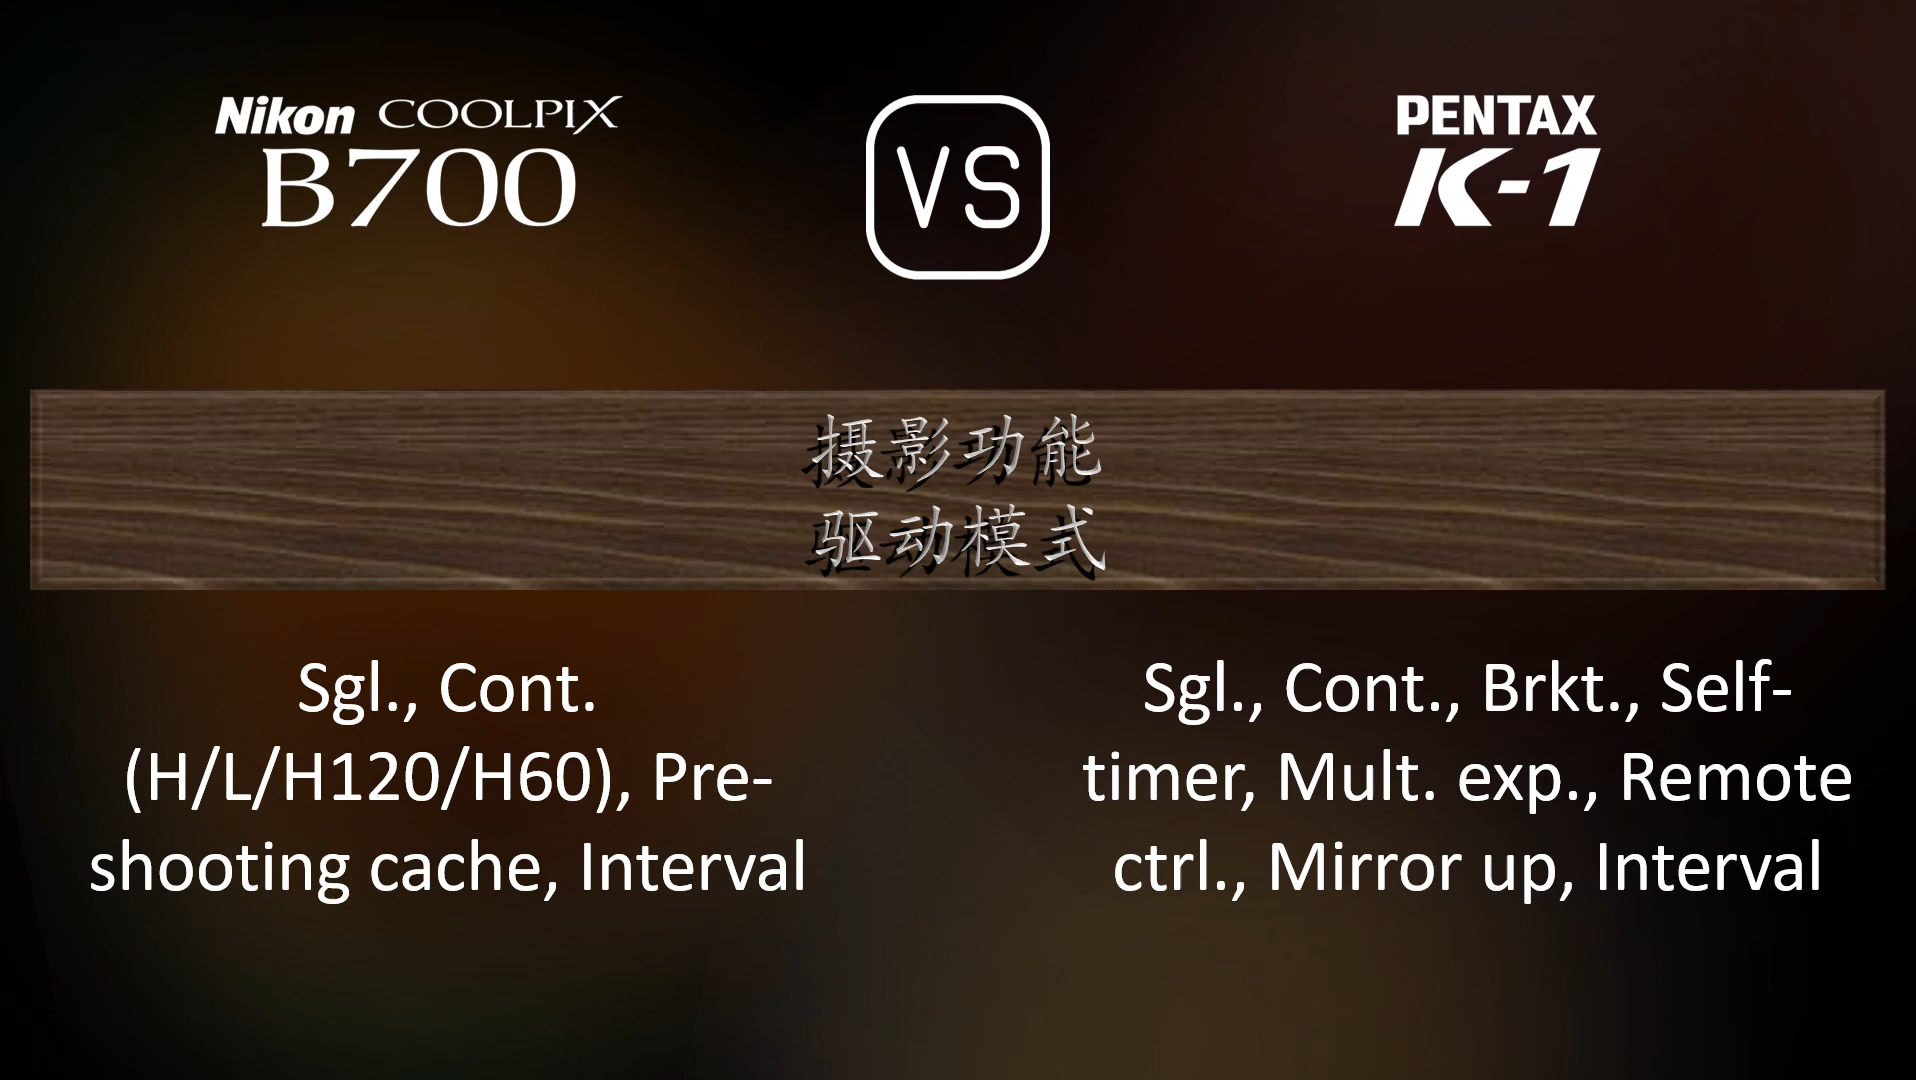 Nikon COOLPIX
B700
VS
PENTAX
K-1
摄影功能
驱动模式
Sgl., Cont.
(H/L/H120/H60), Pre-
shooting cache, Interval
Sgl., Cont., Brkt., Self-
timer, Mult. exp., Remote
ctrl., Mirror up, Interval